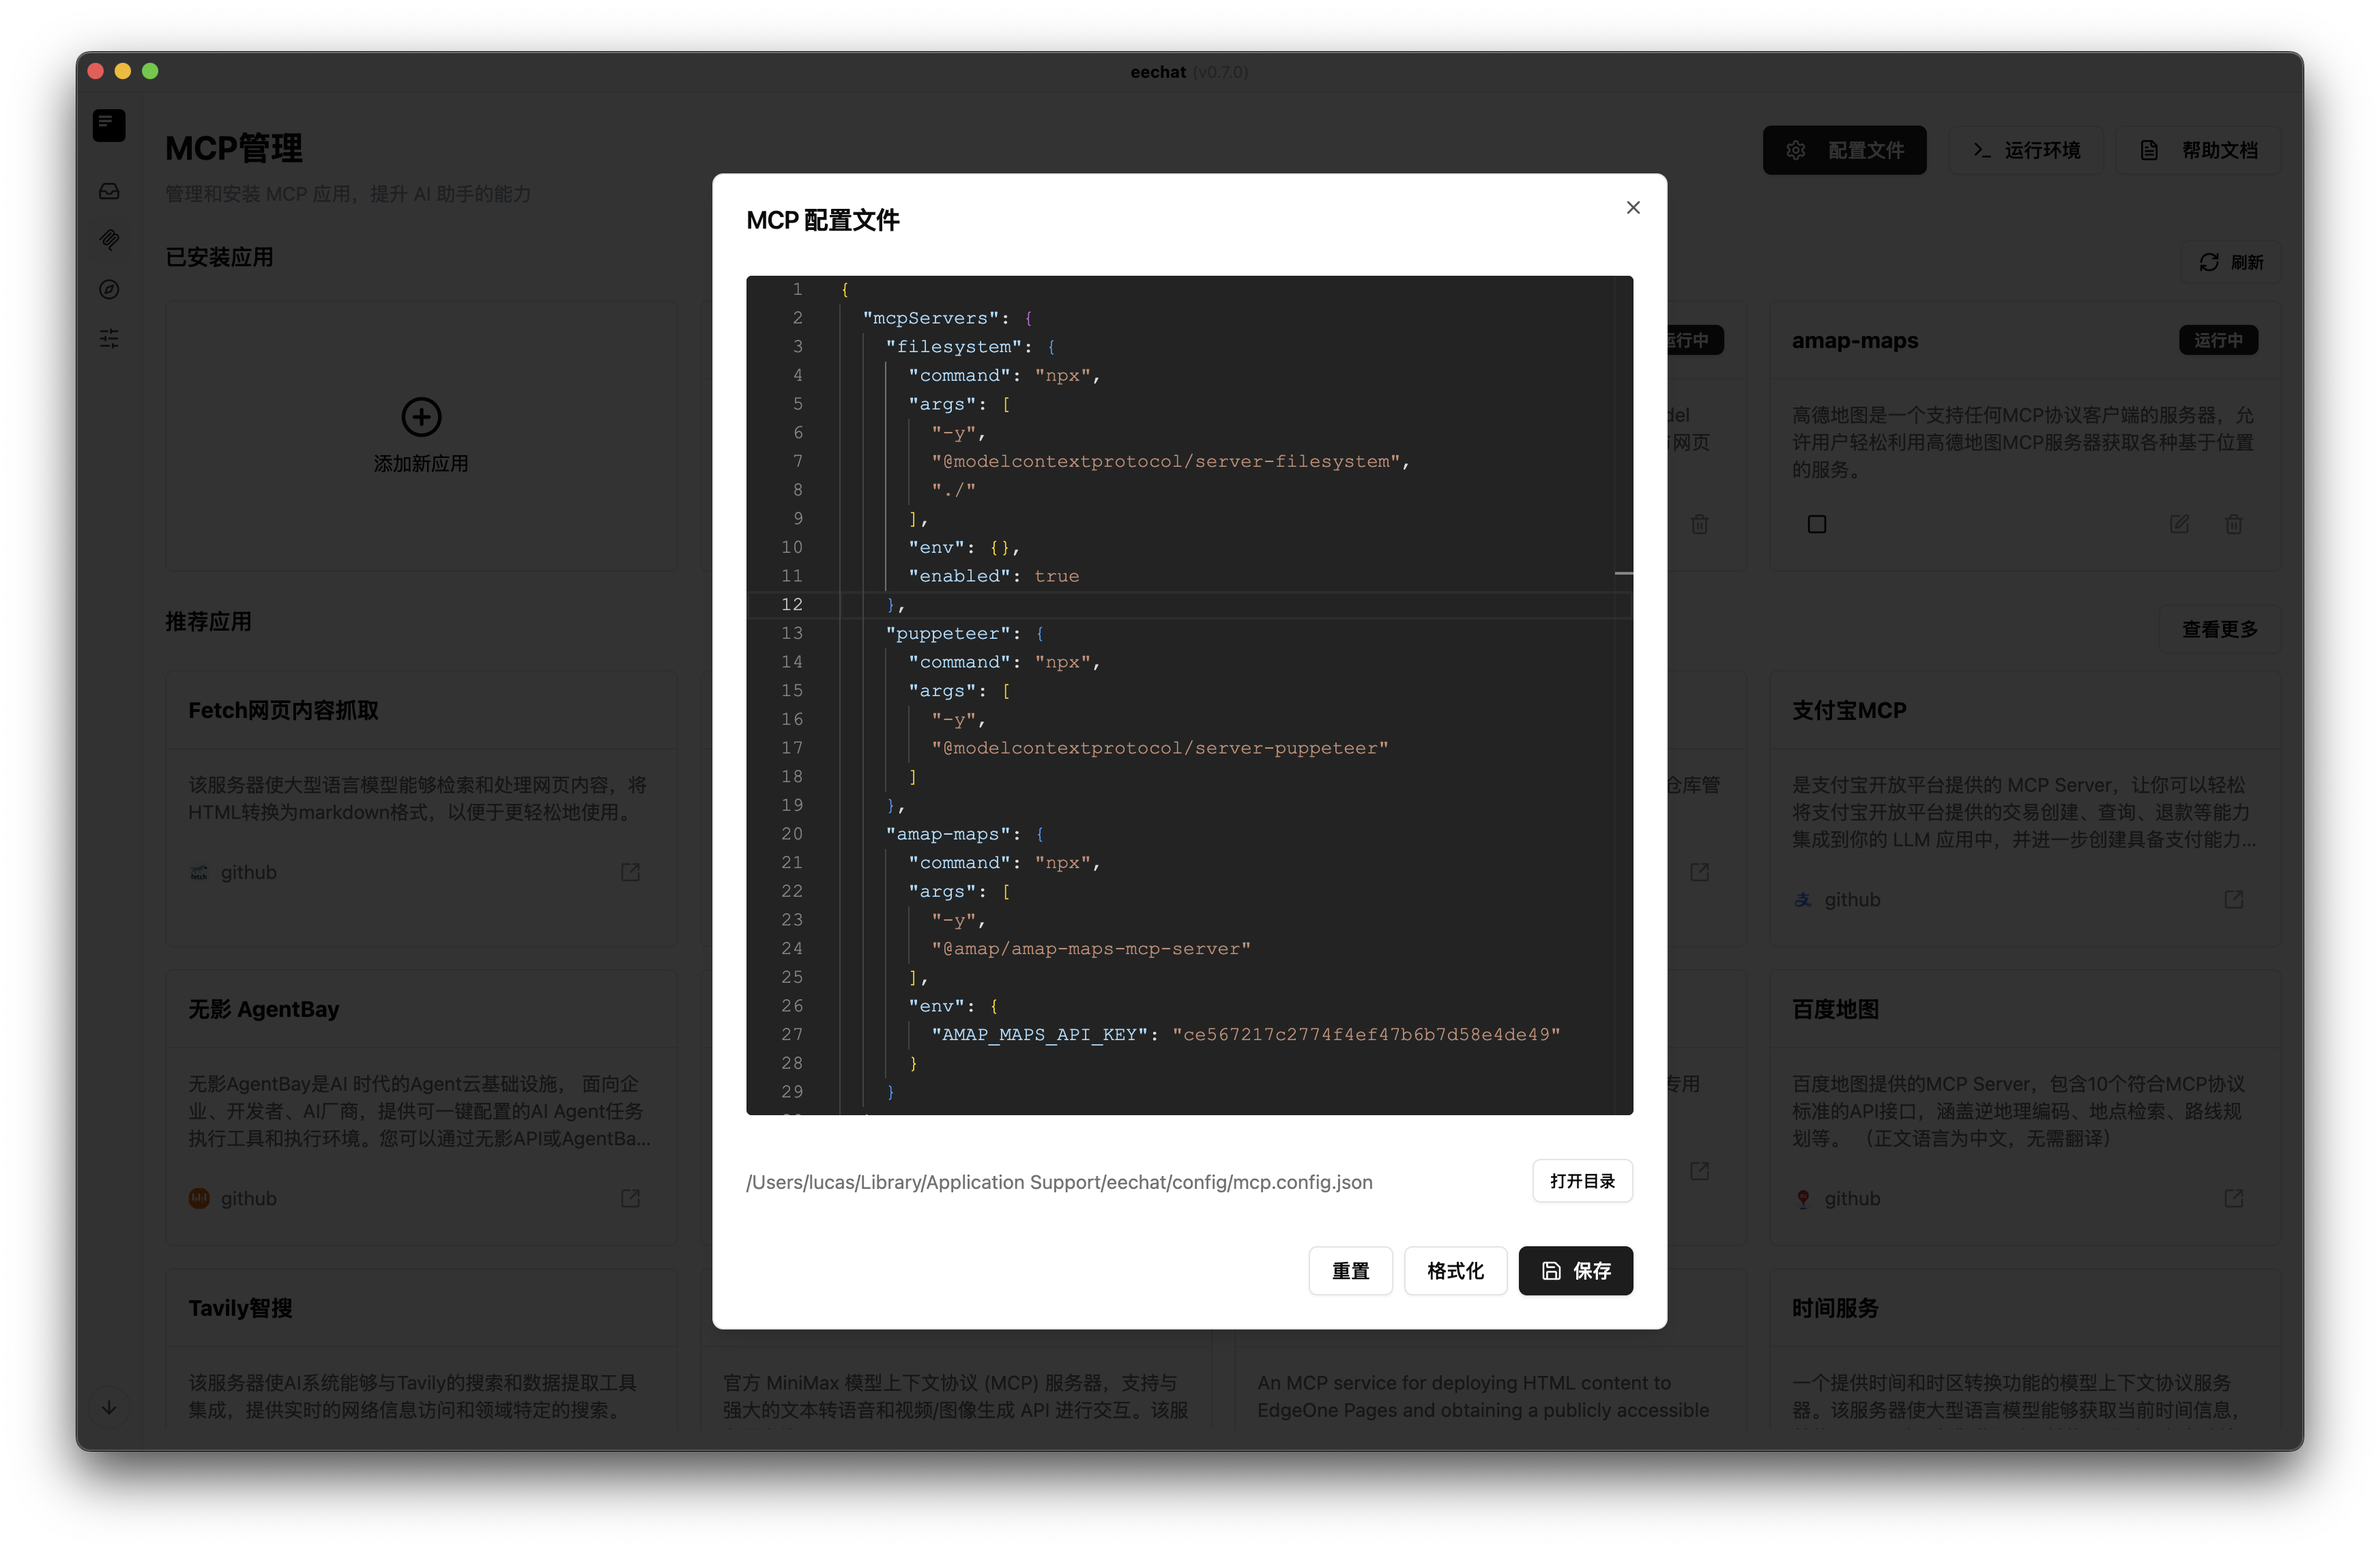 eechat (v0.7.0)
MCP管理
管理和安装 MCP 应用，提升 AI 助手的能力
配置文件
运行环境
帮助文档
已安装应用
刷新
添加新应用
运行中
del
网页
amap-maps
运行中
高德地图是一个支持任何MCP协议客户端的服务器，允
许用户轻松利用高德地图MCP服务器获取各种基于位置
的服务。
推荐应用
查看更多
Fetch网页内容抓取
该服务器使大型语言模型能够检索和处理网页内容，将
HTML转换为markdown格式，以便于更轻松地使用。
github
仓库管
支付宝MCP
是支付宝开放平台提供的 MCP Server，让你可以轻松
将支付宝开放平台提供的交易创建、查询、退款等能力
集成到你的 LLM 应用中，并进一步创建具备支付能力...
github
无影 AgentBay
无影AgentBay是AI 时代的Agent云基础设施， 面向企
业、开发者、AI厂商，提供可一键配置的AI Agent任务
执行工具和执行环境。您可以通过无影API或AgentBa...
github
专用
百度地图
百度地图提供的MCP Server，包含10个符合MCP协议
标准的API接口，涵盖逆地理编码、地点检索、路线规
划等。 （正文语言为中文，无需翻译）
github
Tavily智搜
该服务器使AI系统能够与Tavily的搜索和数据提取工具
集成，提供实时的网络信息访问和领域特定的搜索。
官方 MiniMax 模型上下文协议 (MCP) 服务器，支持与
强大的文本转语音和视频/图像生成 API 进行交互。该服
An MCP service for deploying HTML content to
EdgeOne Pages and obtaining a publicly accessible
时间服务
一个提供时间和时区转换功能的模型上下文协议服务
器。该服务器使大型语言模型能够获取当前时间信息，
MCP 配置文件
1 {
2 "mcpServers": {
3 "filesystem": {
4 "command": "npx",
5 "args": [
6 "-y",
7 "@modelcontextprotocol/server-filesystem",
8 "./"
9 ],
10 "env": {},
11 "enabled": true
12 },
13 "puppeteer": {
14 "command": "npx",
15 "args": [
16 "-y",
17 "@modelcontextprotocol/server-puppeteer"
18 ]
19 },
20 "amap-maps": {
21 "command": "npx",
22 "args": [
23 "-y",
24 "@amap/amap-maps-mcp-server"
25 ],
26 "env": {
27 "AMAP_MAPS_API_KEY": "ce567217c2774f4ef47b6b7d58e4de49"
28 }
29 }
/Users/lucas/Library/Application Support/eechat/config/mcp.config.json
打开目录
重置
格式化
保存